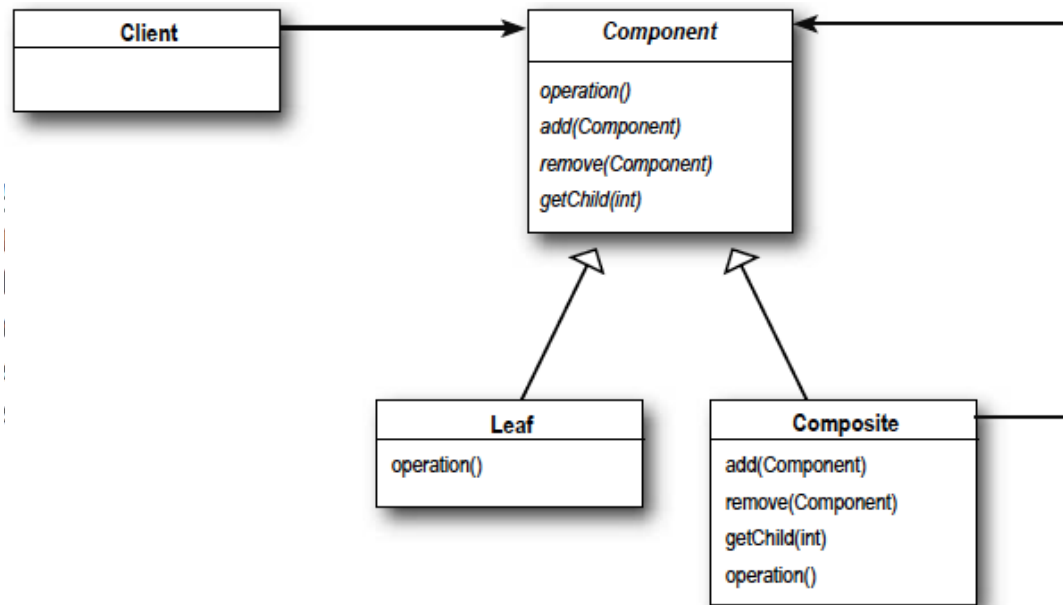 Client
Component
operation()
add(Component)
remove(Component)
getChild(int)
Leaf
operation()
Composite
add(Component)
remove(Component)
getChild(int)
operation()